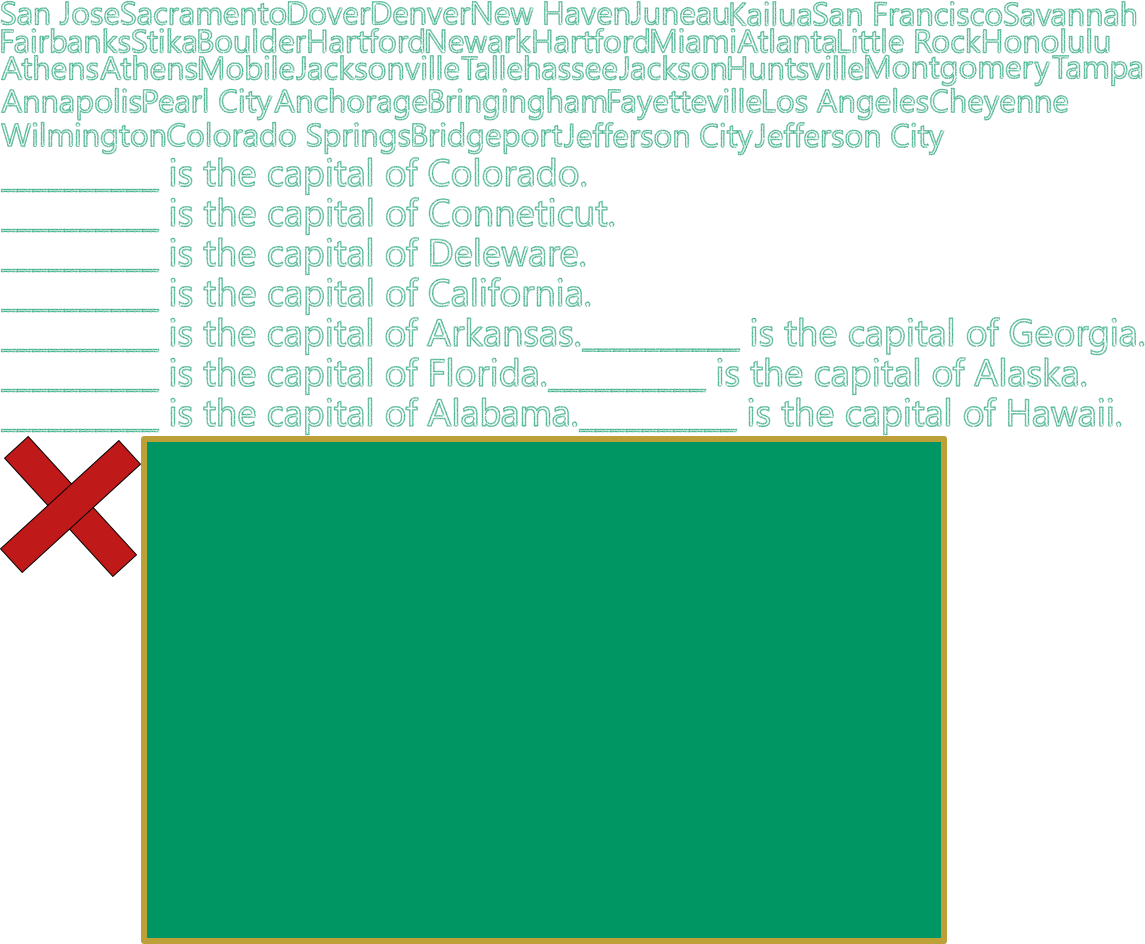 San JoseSacramentoDoverDenverNew HavenJuneauKailuaSan FranciscoSavannah
FairbanksStikaBoulderHartfordNewarkHartfordMiamiAtlantaLittle RockHonolulu
AthensAthensMobileJacksonvilleTallehasseeJacksonHuntsvilleMontgomeryTampa
AnnapolisPearl CityAnchorageBringinghamFayettevilleLos AngelesCheyenne
WilmingtonColorado SpringsBridgeportJefferson CityJefferson City
__________ is the capital of Colorado.
__________ is the capital of Conneticut.
__________ is the capital of Deleware.
__________ is the capital of California.
__________ is the capital of Arkansas.__________ is the capital of Georgia.
__________ is the capital of Florida.__________ is the capital of Alaska.
__________ is the capital of Alabama.__________ is the capital of Hawaii.